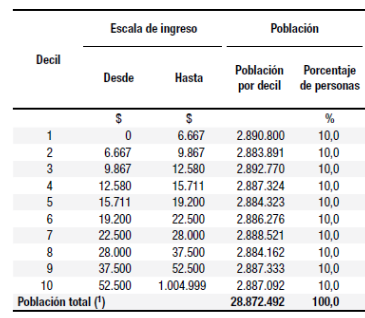 Escala de ingreso Población
Decil
Desde Hasta Población por decil Porcentaje de personas
$ $ %
1 0 6.667 2.890.800 10,0
2 6.667 9.867 2.883.891 10,0
3 9.867 12.580 2.892.770 10,0
4 12.580 15.711 2.887.324 10,0
5 15.711 19.200 2.884.323 10,0
6 19.200 22.500 2.886.276 10,0
7 22.500 28.000 2.888.521 10,0
8 28.000 37.500 2.884.162 10,0
9 37.500 52.500 2.887.333 10,0
10 52.500 1.004.999 2.887.092 10,0
Población total (¹) 28.872.492 100,0